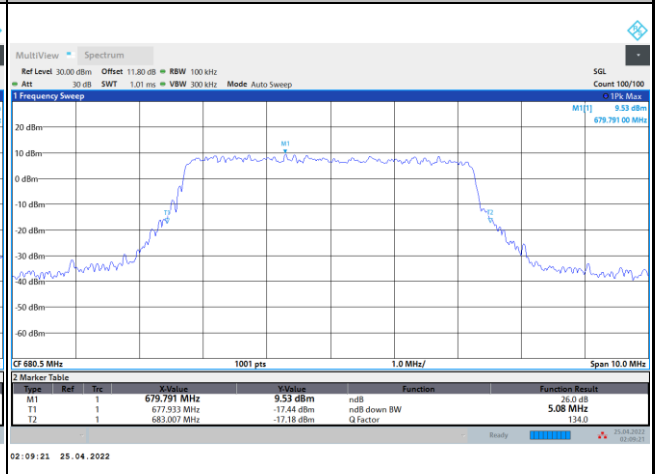 MultiView Spectrum
Ref Level 30.00 dBm Offset 11.80 dB RBW 100 kHz SGL
Att 30 dB SWT 1.01 ms VBW 300 kHz Mode Auto Sweep Count 100/100
1 Frequency Sweep 1Pk Max
M1[1] 9.53 dBm
679.791 00 MHz
20 dBm
M1
10 dBm
0 dBm
-10 dBm
T1 T2
-20 dBm
-30 dBm
-40 dBm
-50 dBm
-60 dBm
CF 680.5 MHz 1001 pts 1.0 MHz/ Span 10.0 MHz
2 Marker Table
Type Ref Trc X-Value Y-Value Function Function Result
M1 1 679.791 MHz 9.53 dBm ndB 26.0 dB
T1 1 677.933 MHz -17.44 dBm ndB down BW 5.08 MHz
T2 1 683.007 MHz -17.18 dBm Q Factor 134.0
Ready 25.04.2022
02:09:21
02:09:21 25.04.2022